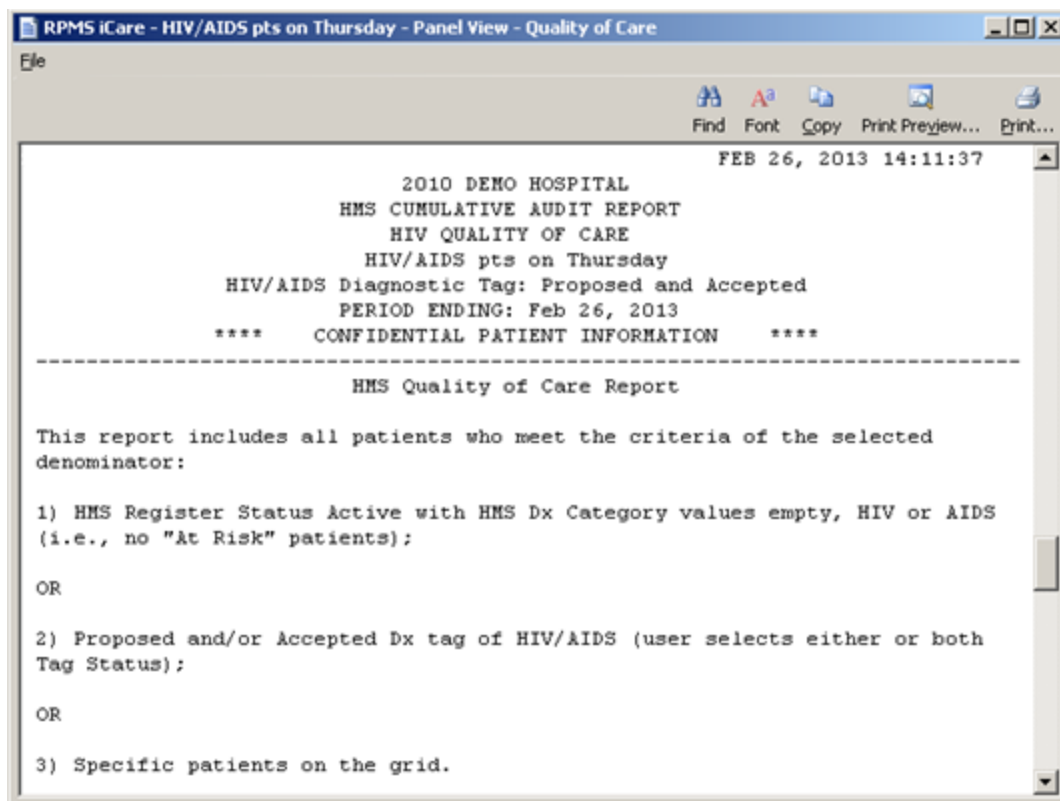 RPMS iCare - HIV/AIDS pts on Thursday - Panel View - Quality of Care
File
Find Font Copy Print Preview... Print...
FEB 26, 2013 14:11:37
2010 DEMO HOSPITAL
HMS CUMULATIVE AUDIT REPORT
HIV QUALITY OF CARE
HIV/AIDS pts on Thursday
HIV/AIDS Diagnostic Tag: Proposed and Accepted
PERIOD ENDING: Feb 26, 2013
**** CONFIDENTIAL PATIENT INFORMATION ****
------------------------------------------------------------------------------
HMS Quality of Care Report
This report includes all patients who meet the criteria of the selected
denominator:
1) HMS Register Status Active with HMS Dx Category values empty, HIV or AIDS
(i.e., no "At Risk" patients);
OR
2) Proposed and/or Accepted Dx tag of HIV/AIDS (user selects either or both
Tag Status);
OR
3) Specific patients on the grid.